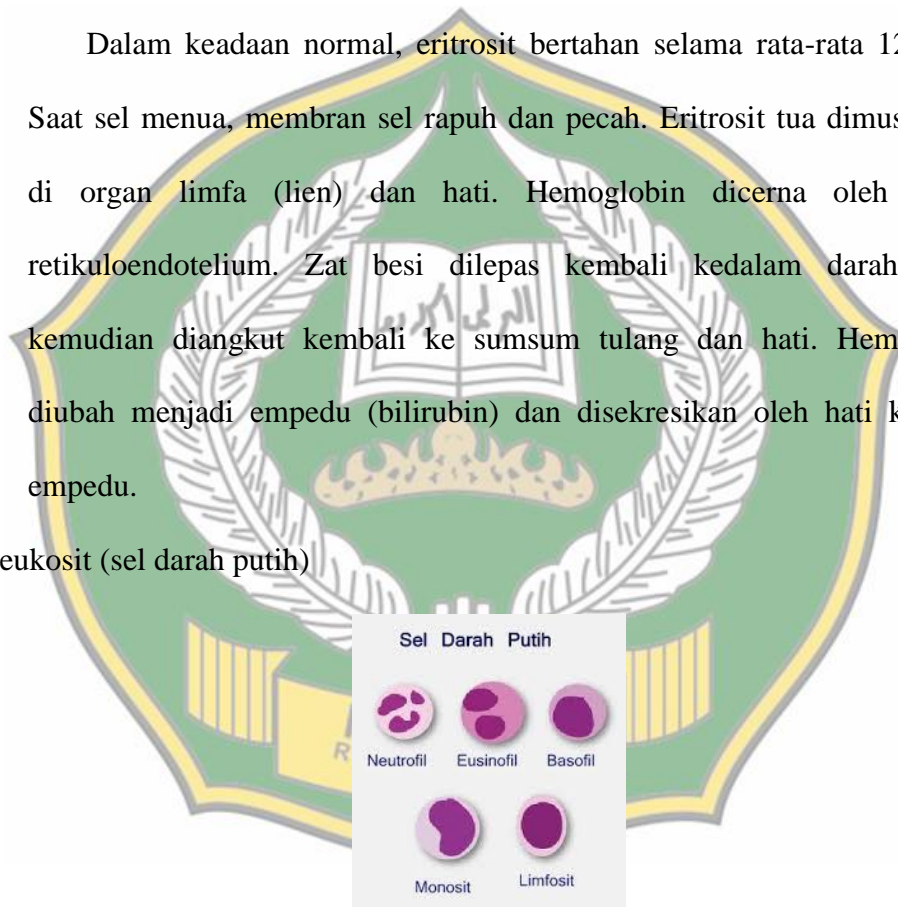 Dalam keadaan normal, eritrosit bertahan selama rata-rata 12
Saat sel menua, membran sel rapuh dan pecah. Eritrosit tua dimus
di organ limfa (lien) dan hati. Hemoglobin dicerna oleh
retikuloendotelium. Zat besi dilepas kembali kedalam darah
kemudian diangkut kembali ke sumsum tulang dan hati. Hem
diubah menjadi empedu (bilirubin) dan disekresikan oleh hati k
empedu.
eukosit (sel darah putih)
Sel Darah Putih
Neutrofil Eusinofil Basofil
Monosit Limfosit